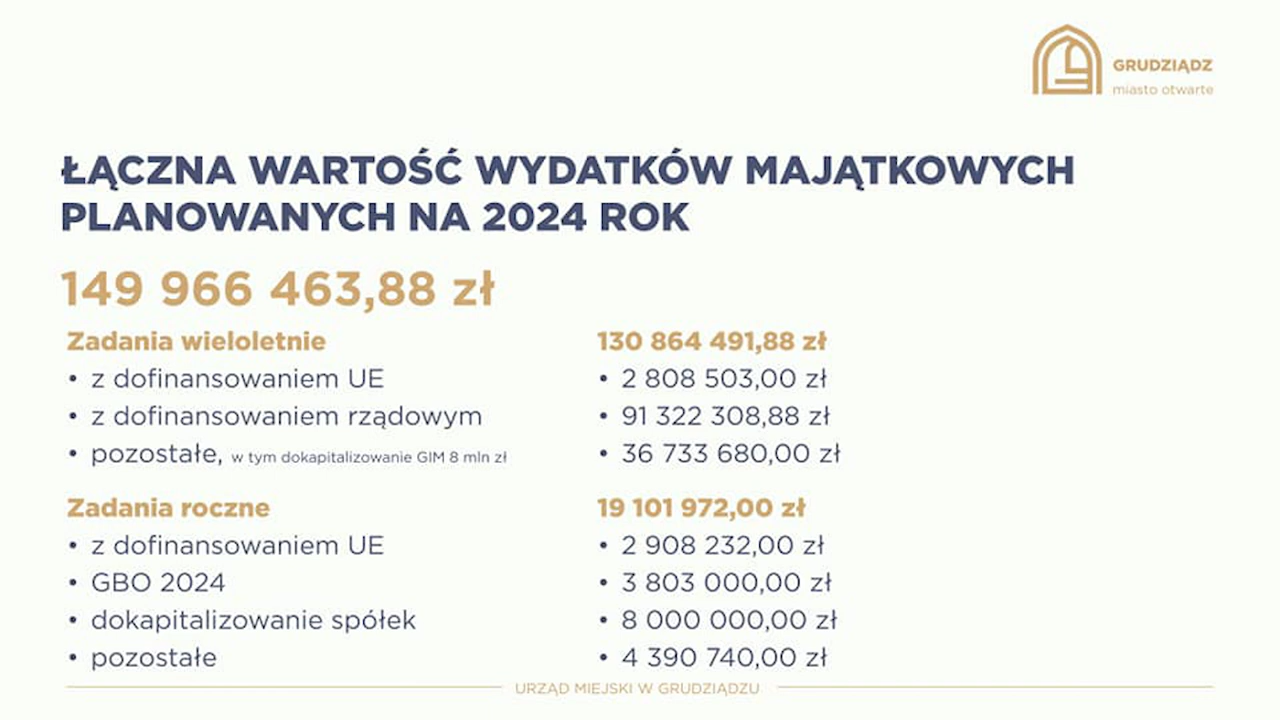 GRUDZIĄDZ
miasto otwarte
ŁĄCZNA WARTOŚĆ WYDATKÓW MAJĄTKOWYCH
PLANOWANYCH NA 2024 ROK
149 966 463,88 zł
Zadania wieloletnie 130 864 491,88 zł
• z dofinansowaniem UE • 2 808 503,00 zł
• z dofinansowaniem rządowym • 91 322 308,88 zł
• pozostałe, w tym dokapitalizowanie GIM 8 mln zł • 36 733 680,00 zł
Zadania roczne 19 101 972,00 zł
• z dofinansowaniem UE • 2 908 232,00 zł
• GBO 2024 • 3 803 000,00 zł
• dokapitalizowanie spółek • 8 000 000,00 zł
• pozostałe • 4 390 740,00 zł
URZĄD MIEJSKI W GRUDZIĄDZU